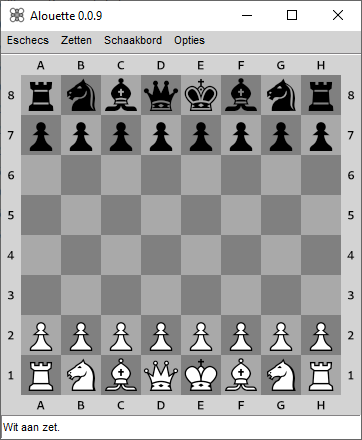 Alouette 0.0.9
Eschecs Zetten Schaakbord Opties
A B C D E F G H
8 8
7 7
6 6
5 5
4 4
3 3
2 2
1 1
A B C D E F G H
Wit aan zet.